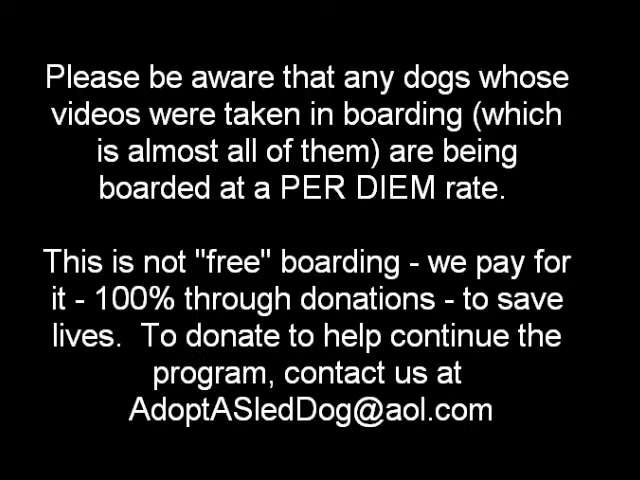 Please be aware that any dogs whose
videos were taken in boarding (which
is almost all of them) are being
boarded at a PER DIEM rate.
This is not "free" boarding - we pay for
it - 100% through donations - to save
lives.  To donate to help continue the
program, contact us at
AdoptASledDog@aol.com